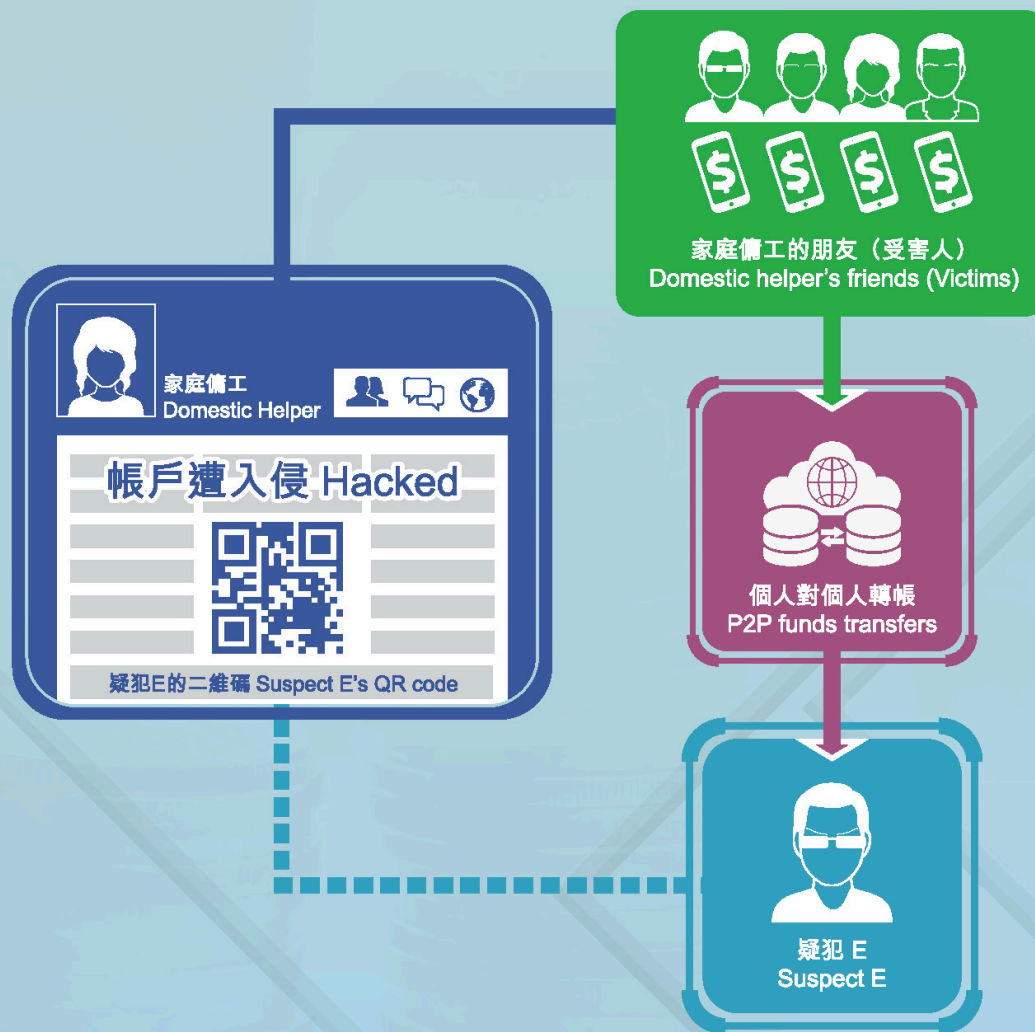 家庭傭工的朋友（受害人）
Domestic helper's friends (Victims)
家庭傭工
Domestic Helper
帳戶遭入侵 Hacked
疑犯E的二維碼 Suspect E's QR code
個人對個人轉帳
P2P funds transfers
疑犯 E
Suspect E